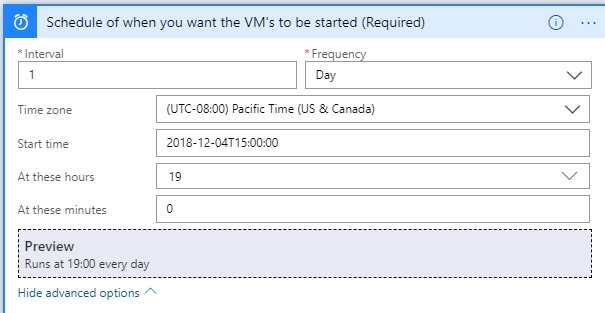 Schedule of when you want the VM's to be started (Required)
* Interval
* Frequency
1
Day
Time zone
(UTC-08:00) Pacific Time (US & Canada)
Start time
2018-12-04T15:00:00
At these hours
19
At these minutes
0
Preview
Runs at 19:00 every day
Hide advanced options